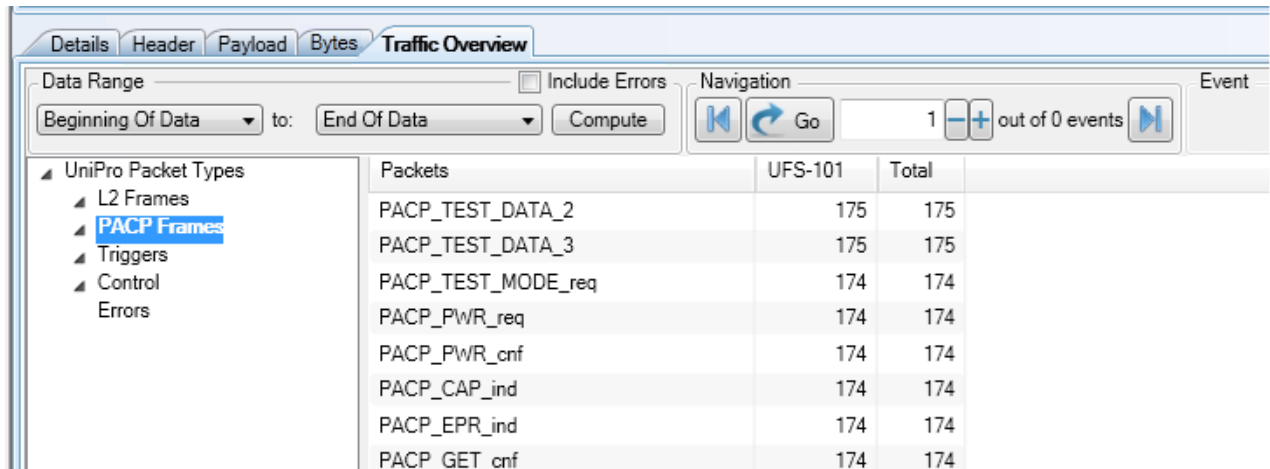 Details Header Payload Bytes Traffic Overview
Data Range Include Errors Navigation Event
Beginning Of Data to: End Of Data Compute Go 1 out of 0 events
UniPro Packet Types
L2 Frames
PACP Frames
Triggers
Control
Errors
Packets UFS-101 Total
PACP_TEST_DATA_2 175 175
PACP_TEST_DATA_3 175 175
PACP_TEST_MODE_req 174 174
PACP_PWR_req 174 174
PACP_PWR_cnf 174 174
PACP_CAP_ind 174 174
PACP_EPR_ind 174 174
PACP_GET_cnf 174 174